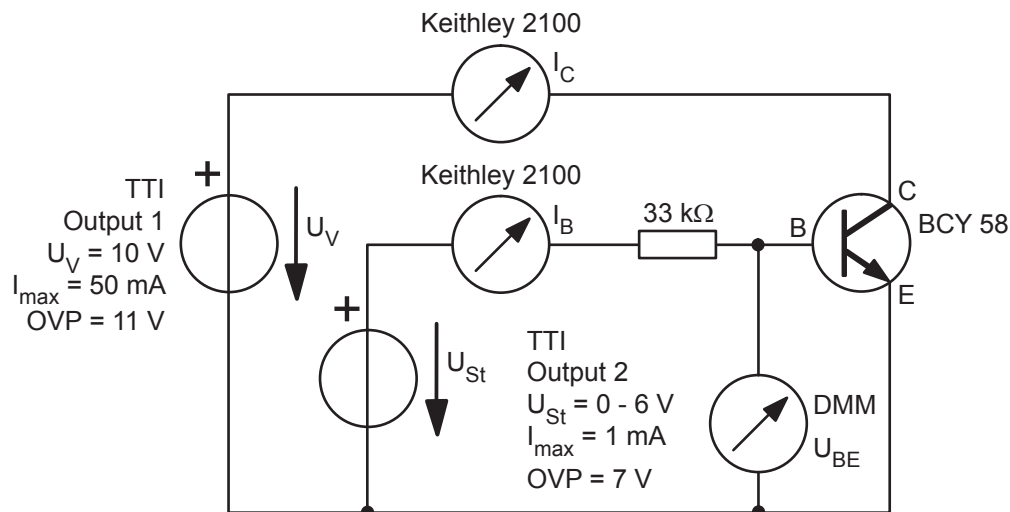 Keithley 2100
I_C
Keithley 2100
I_B
33 kΩ
B
C
BCY 58
E
+
TTI
Output 1
U_V = 10 V
I_max = 50 mA
OVP = 11 V
U_V
+
U_St
TTI
Output 2
U_St = 0 - 6 V
I_max = 1 mA
OVP = 7 V
DMM
U_BE